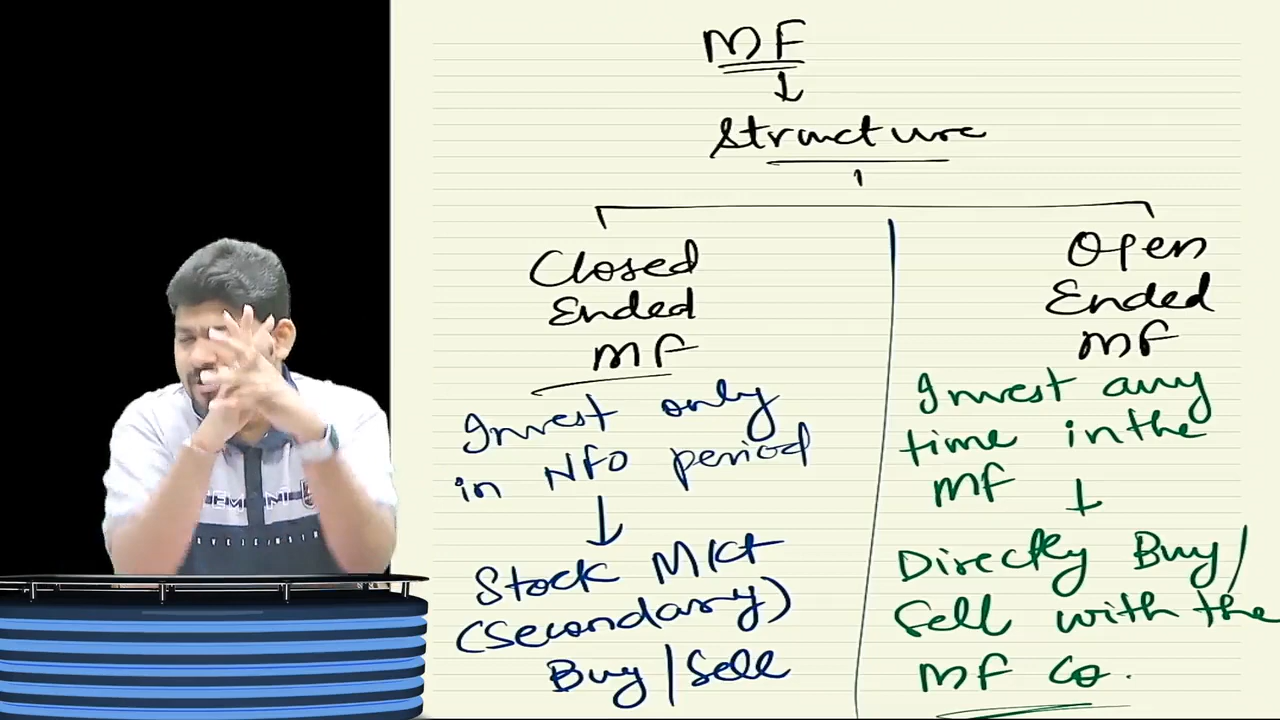 MF
Structure
Closed
Ended
MF
Invest only
in NFO period
Stock Mkt
(Secondary)
Buy/Sell
Open
Ended
MF
Invest any
time in the
MF
Directly Buy/
Sell with the
MF Co.